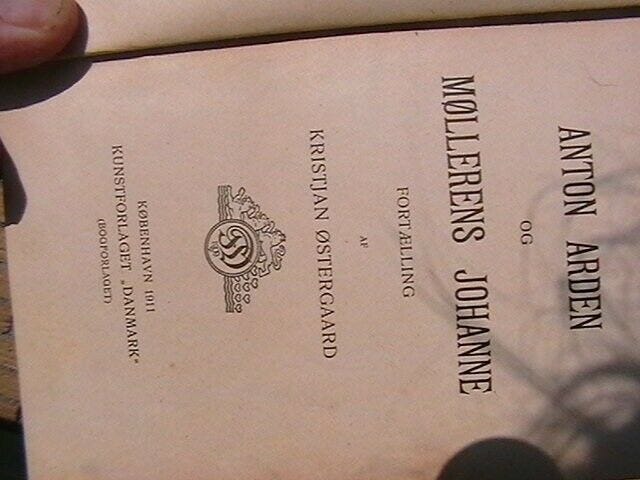 ANTON ARDEN
OG
MØLLERENS JOHANNE
FORTÆLLING
AF
KRISTJAN ØSTERGAARD
KØBENHAVN 1911
KUNSTFORLAGET „DANMARK“
(BOGFORLAGET)